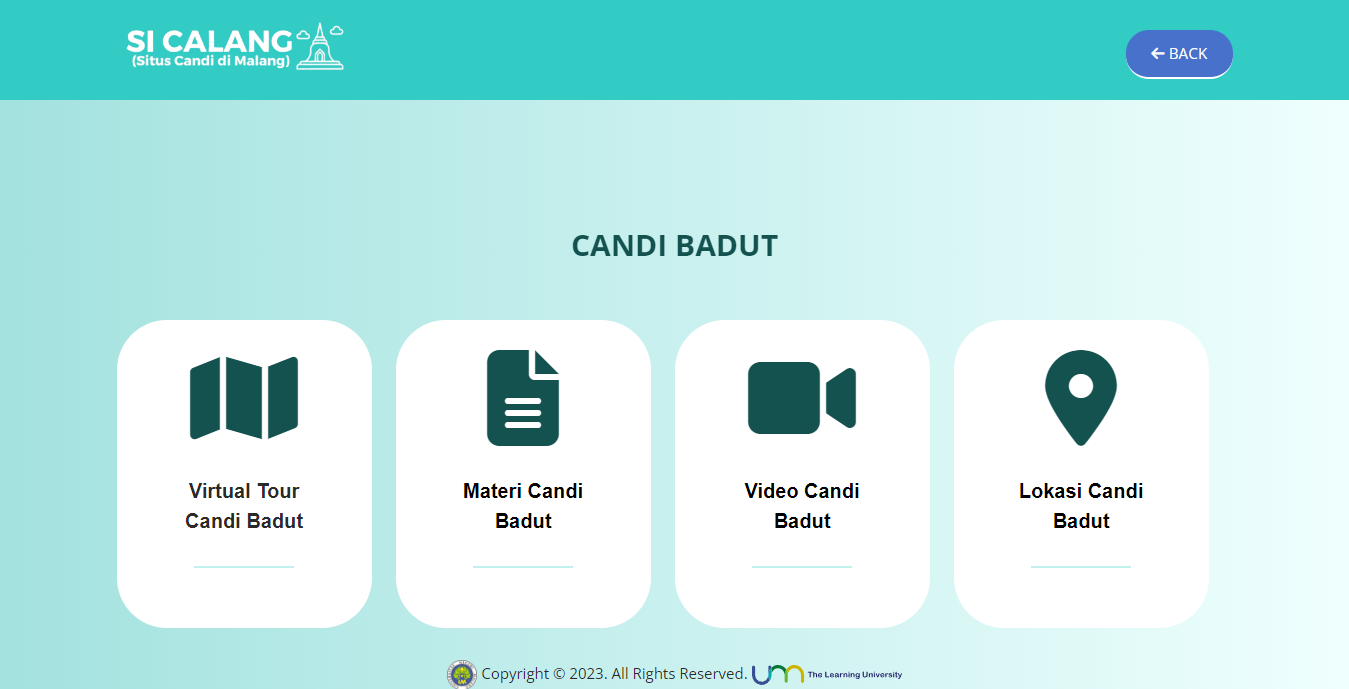 SI CALANG
(Situs Candi di Malang)
BACK
CANDI BADUT
Virtual Tour
Candi Badut
Materi Candi
Badut
Video Candi
Badut
Lokasi Candi
Badut
Copyright © 2023. All Rights Reserved. um The Learning University